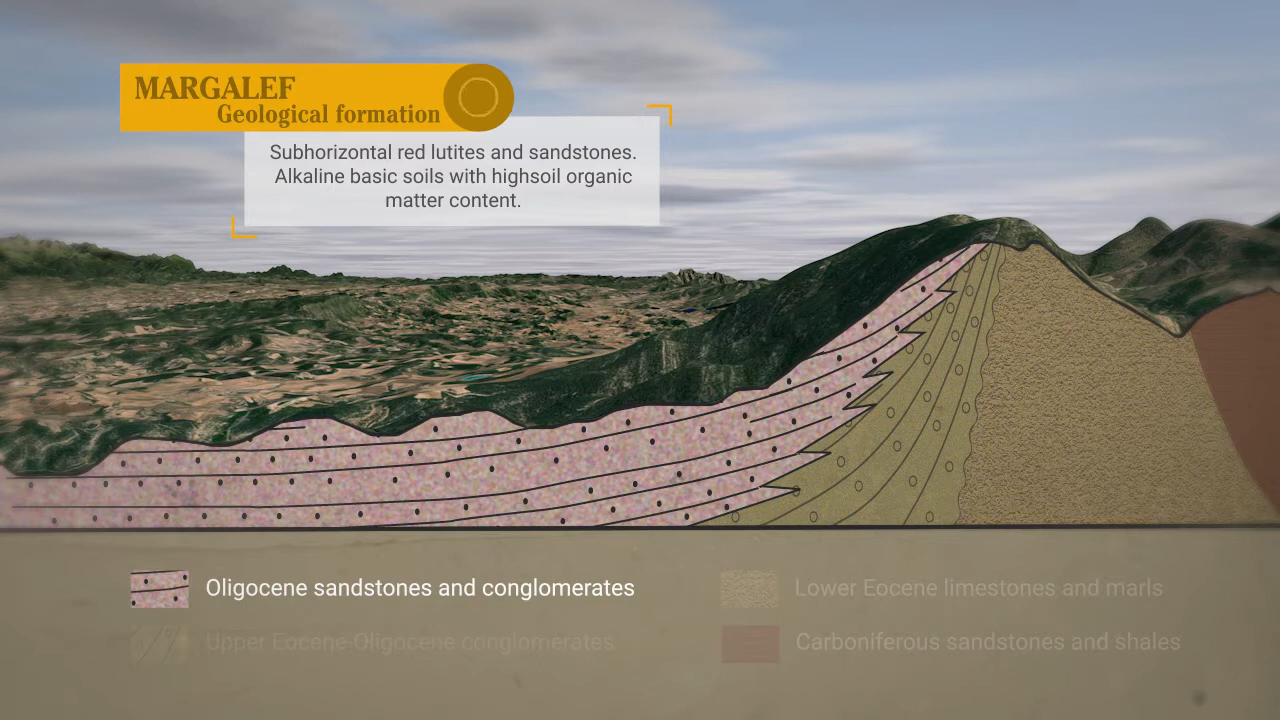 MARGALEF
Geological formation
Subhorizontal red lutites and sandstones.
Alkaline basic soils with highsoil organic
matter content.
Oligocene sandstones and conglomerates
Lower Eocene limestones and marls
Upper Eocene-Oligocene conglomerates
Carboniferous sandstones and shales